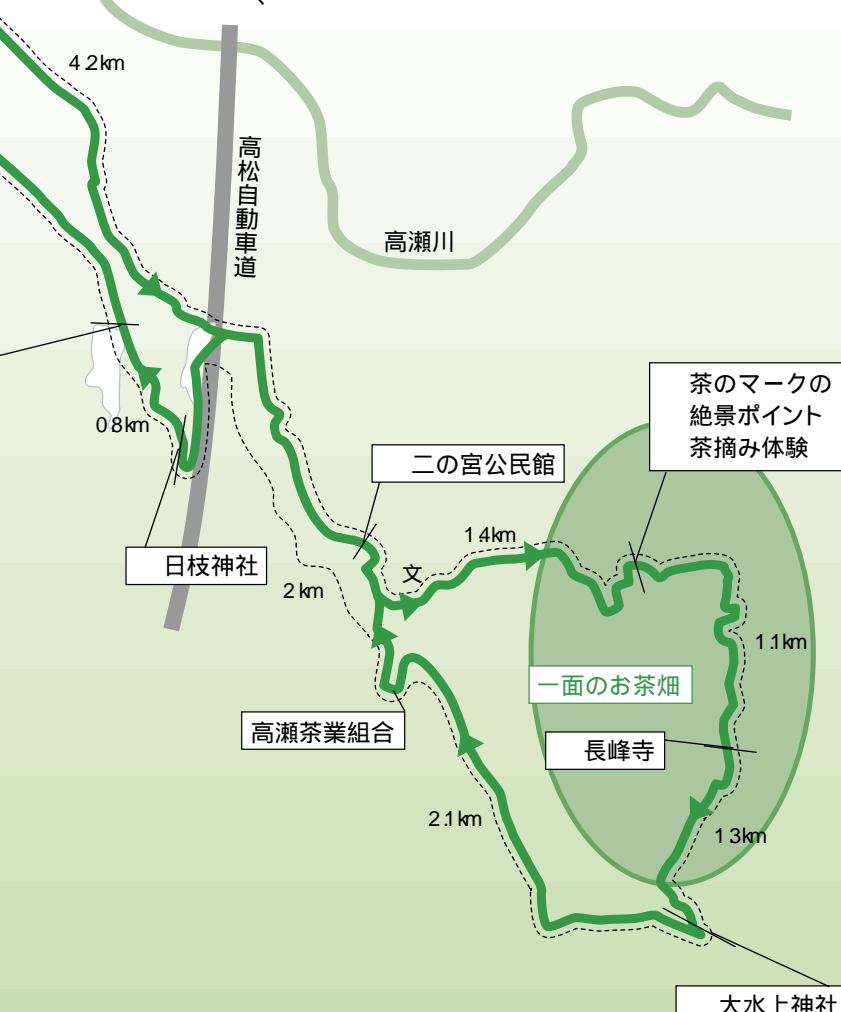 4.2km
高松自動車道
高瀬川
茶のマークの
絶景ポイント
茶摘み体験
0.8km
二の宮公民館
1.4km
日枝神社
文
2km
1.1km
一面のお茶畑
高瀬茶業組合
長峰寺
2.1km
1.3km
大水上神社